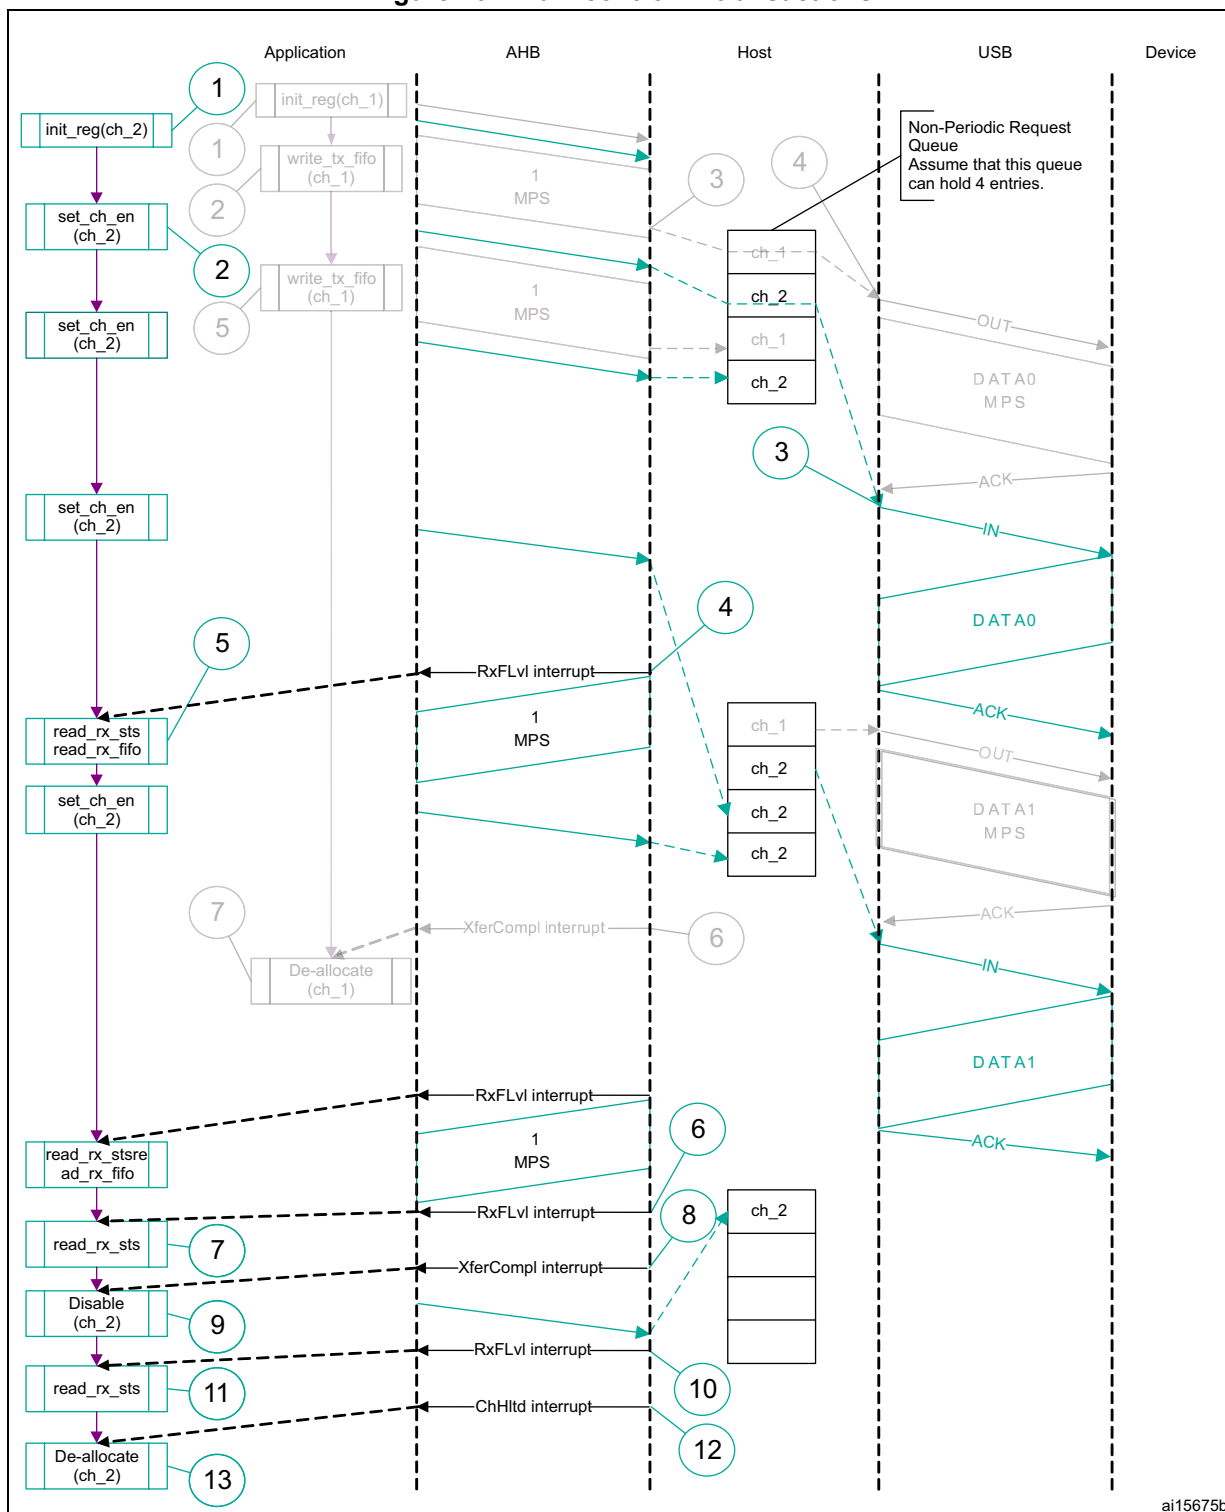 Application
AHB
Host
USB
Device
1
init_reg(ch_1)
init_reg(ch_2)
1
Non-Periodic Request
Queue
Assume that this queue
can hold 4 entries.
write_tx_fifo
(ch_1)
2
1
MPS
3
4
set_ch_en
(ch_2)
2
ch_1
ch_2
ch_1
ch_2
write_tx_fifo
(ch_1)
5
1
MPS
set_ch_en
(ch_2)
OUT
DATA0
MPS
ACK
3
set_ch_en
(ch_2)
IN
DATA0
4
5
RxFLvl interrupt
ACK
read_rx_sts
read_rx_fifo
1
MPS
ch_1
ch_2
ch_2
ch_2
OUT
set_ch_en
(ch_2)
DATA1
MPS
ACK
7
XferCompl interrupt
6
De-allocate
(ch_1)
IN
DATA1
RxFLvl interrupt
6
ACK
read_rx_stsre
ad_rx_fifo
1
MPS
RxFLvl interrupt
8
ch_2
read_rx_sts
7
XferCompl interrupt
Disable
(ch_2)
9
RxFLvl interrupt
10
read_rx_sts
11
ChHltd interrupt
12
De-allocate
(ch_2)
13
ai15675b